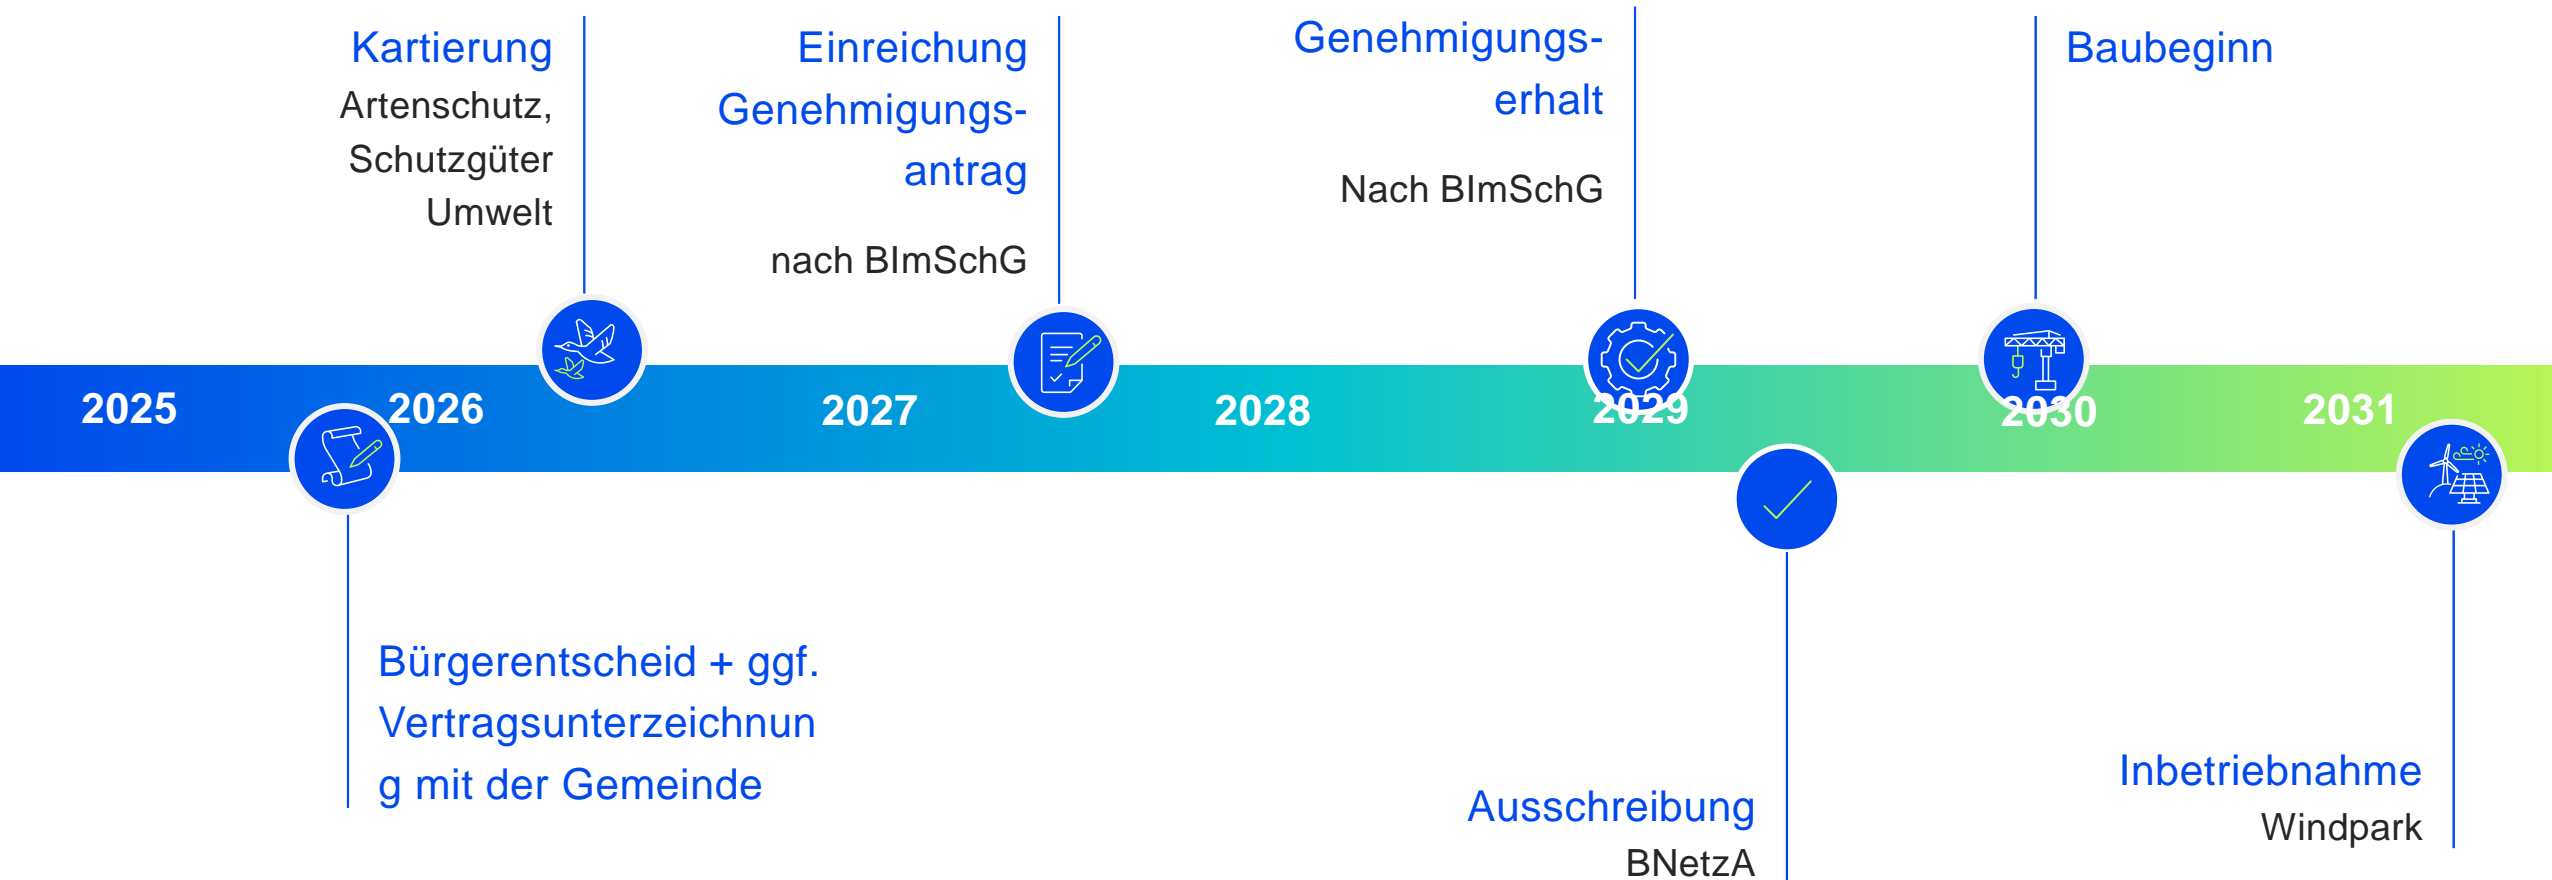 Kartierung
Artenschutz,
Schutzgüter
Umwelt
Einreichung
Genehmigungs-
antrag
nach BImSchG
Genehmigungs-
erhalt
Nach BImSchG
Baubeginn
2025
2026
2027
2028
2029
2030
2031
Bürgerentscheid + ggf.
Vertragsunterzeichnun
g mit der Gemeinde
Ausschreibung
BNetzA
Inbetriebnahme
Windpark